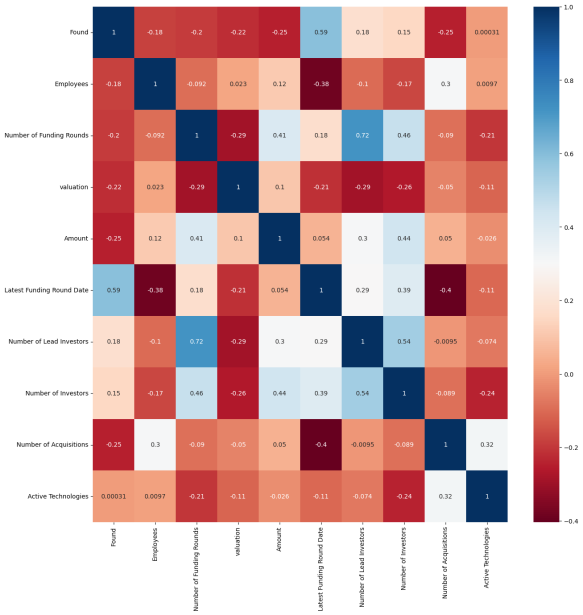 Found 1 -0.18 -0.2 -0.22 -0.25 0.59 0.18 0.15 -0.25 0.00031
Employees -0.18 1 -0.092 0.023 0.12 -0.38 -0.1 -0.17 0.3 0.0097
Number of Funding Rounds -0.2 -0.092 1 -0.29 0.41 0.18 0.72 0.46 -0.09 -0.21
valuation -0.22 0.023 -0.29 1 0.1 -0.21 -0.29 -0.26 -0.05 -0.11
Amount -0.25 0.12 0.41 0.1 1 0.054 0.3 0.44 0.05 -0.026
Latest Funding Round Date 0.59 -0.38 0.18 -0.21 0.054 1 0.29 0.39 -0.4 -0.11
Number of Lead Investors 0.18 -0.1 0.72 -0.29 0.3 0.29 1 0.54 -0.0095 -0.074
Number of Investors 0.15 -0.17 0.46 -0.26 0.44 0.39 0.54 1 -0.089 -0.24
Number of Acquisitions -0.25 0.3 -0.09 -0.05 0.05 -0.4 -0.0095 -0.089 1 0.32
Active Technologies 0.00031 0.0097 -0.21 -0.11 -0.026 -0.11 -0.074 -0.24 0.32 1
Found
Employees
Number of Funding Rounds
valuation
Amount
Latest Funding Round Date
Number of Lead Investors
Number of Investors
Number of Acquisitions
Active Technologies
1.0
0.8
0.6
0.4
0.2
0.0
−0.2
−0.4